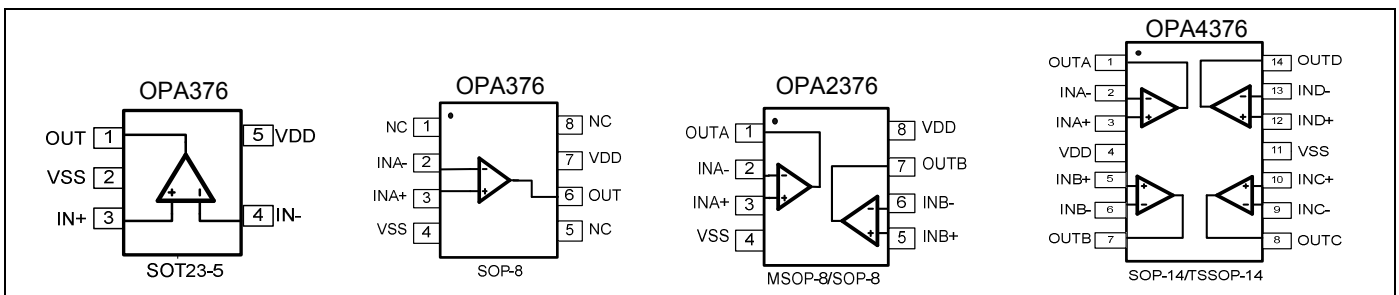 OPA376
OUT 1
5 VDD
VSS 2
IN+ 3
4 IN-
SOT23-5
OPA376
NC 1
8 NC
INA- 2
7 VDD
INA+ 3
6 OUT
VSS 4
5 NC
SOP-8
OPA2376
OUTA 1
8 VDD
INA- 2
7 OUTB
INA+ 3
6 INB-
VSS 4
5 INB+
MSOP-8/SOP-8
OPA4376
OUTA 1
14 OUTD
INA- 2
13 IND-
INA+ 3
12 IND+
VDD 4
11 VSS
INB+ 5
10 INC+
INB- 6
9 INC-
OUTB 7
8 OUTC
SOP-14/TSSOP-14